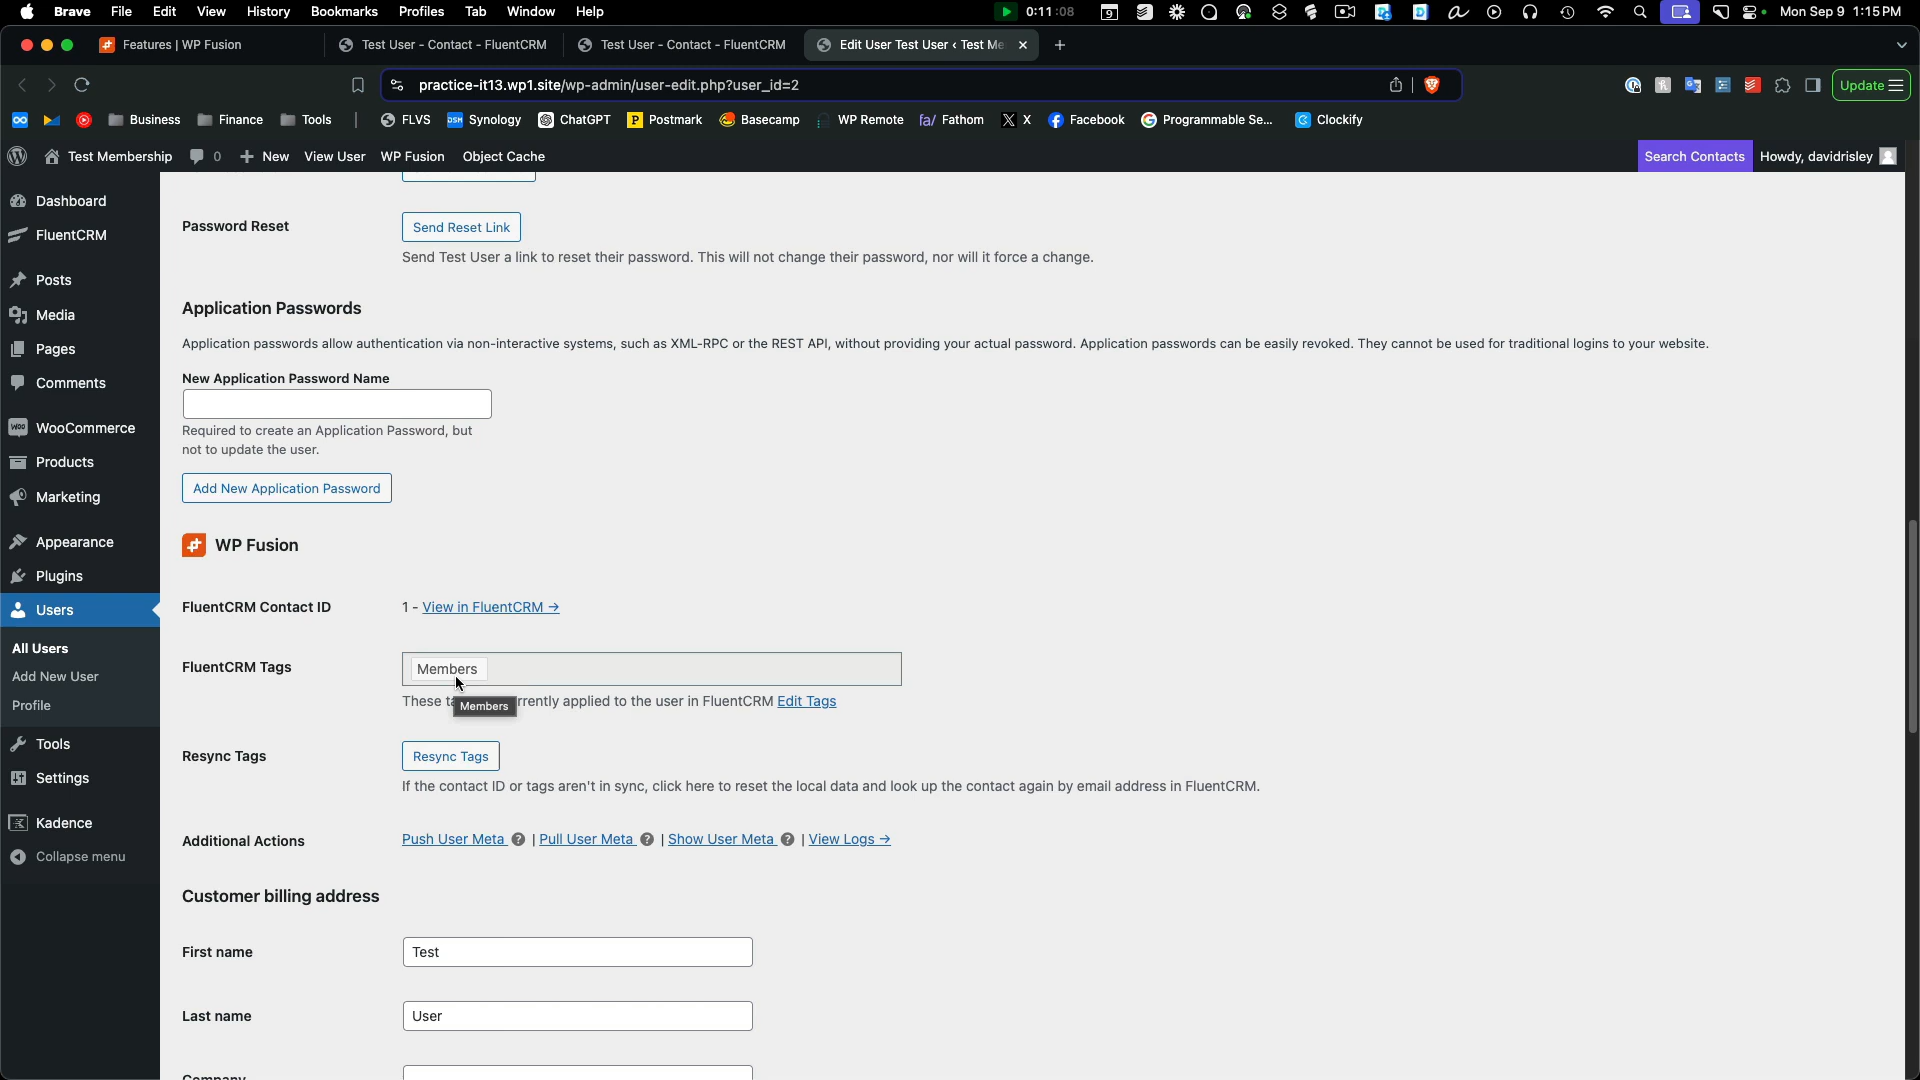 Brave File Edit View History Bookmarks Profiles Tab Window Help 0:11:08 9 Mon Sep 9 1:15 PM
Features | WP Fusion
Test User - Contact - FluentCRM
Test User - Contact - FluentCRM
Edit User Test User ‹ Test Me
practice-it13.wp1.site/wp-admin/user-edit.php?user_id=2
Update
Business Finance Tools | FLVS DSM Synology ChatGPT Postmark Basecamp WP Remote fa/ Fathom X Facebook Programmable Se... Clockify
Test Membership 0 New View User WP Fusion Object Cache Search Contacts Howdy, davidrisley
Dashboard
FluentCRM
Posts
Media
Pages
Comments
WooCommerce
Products
Marketing
Appearance
Plugins
Users
All Users
Add New User
Profile
Tools
Settings
Kadence
Collapse menu
Password Reset
Send Reset Link
Send Test User a link to reset their password. This will not change their password, nor will it force a change.
Application Passwords
Application passwords allow authentication via non-interactive systems, such as XML-RPC or the REST API, without providing your actual password. Application passwords can be easily revoked. They cannot be used for traditional logins to your website.
New Application Password Name
Required to create an Application Password, but
not to update the user.
Add New Application Password
WP Fusion
FluentCRM Contact ID
1 - View in FluentCRM →
FluentCRM Tags
Members
These ta rrently applied to the user in FluentCRM Edit Tags
Members
Resync Tags
Resync Tags
If the contact ID or tags aren't in sync, click here to reset the local data and look up the contact again by email address in FluentCRM.
Additional Actions
Push User Meta ? | Pull User Meta ? | Show User Meta ? | View Logs →
Customer billing address
First name
Test
Last name
User